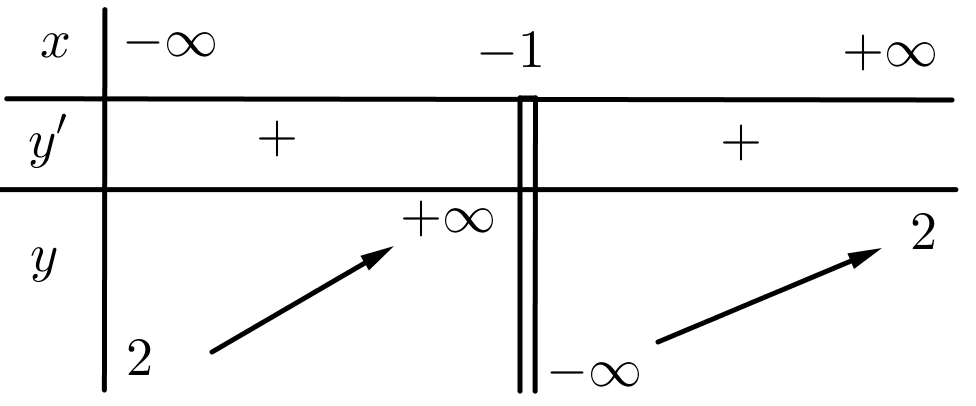 x −∞ −1 +∞
y′ + +
+∞ 2
y
2 −∞